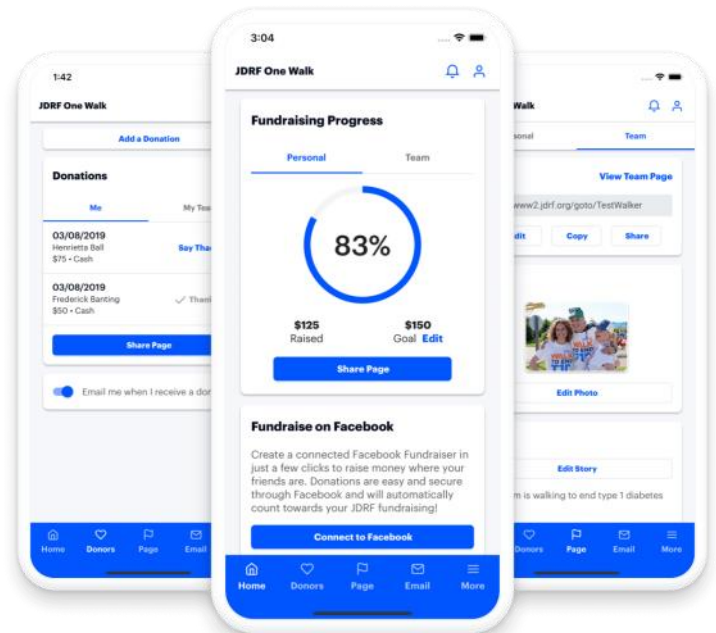 1:42
JDRF One Walk
Add a Donation
Donations
Me
My Tea
03/08/2019
Henrietta Ball
Say Tha
$75 • Cash
03/08/2019
Frederick Banting
Thank
$50 • Cash
Share Page
Email me when I receive a don
Home
Donors
Page
Email
3:04
JDRF One Walk
Fundraising Progress
Personal
Team
83%
$125
$150
Raised
Goal Edit
Share Page
Fundraise on Facebook
Create a connected Facebook Fundraiser in
just a few clicks to raise money where your
friends are. Donations are easy and secure
through Facebook and will automatically
count towards your JDRF fundraising!
Connect to Facebook
Home
Donors
Page
Email
More
Walk
sonal
Team
View Team Page
www2.jdrf.org/goto/TestWalker
dit
Copy
Share
WALK
TO END
T1D
Edit Photo
Edit Story
m is walking to end type 1 diabetes
Donors
Page
Email
More